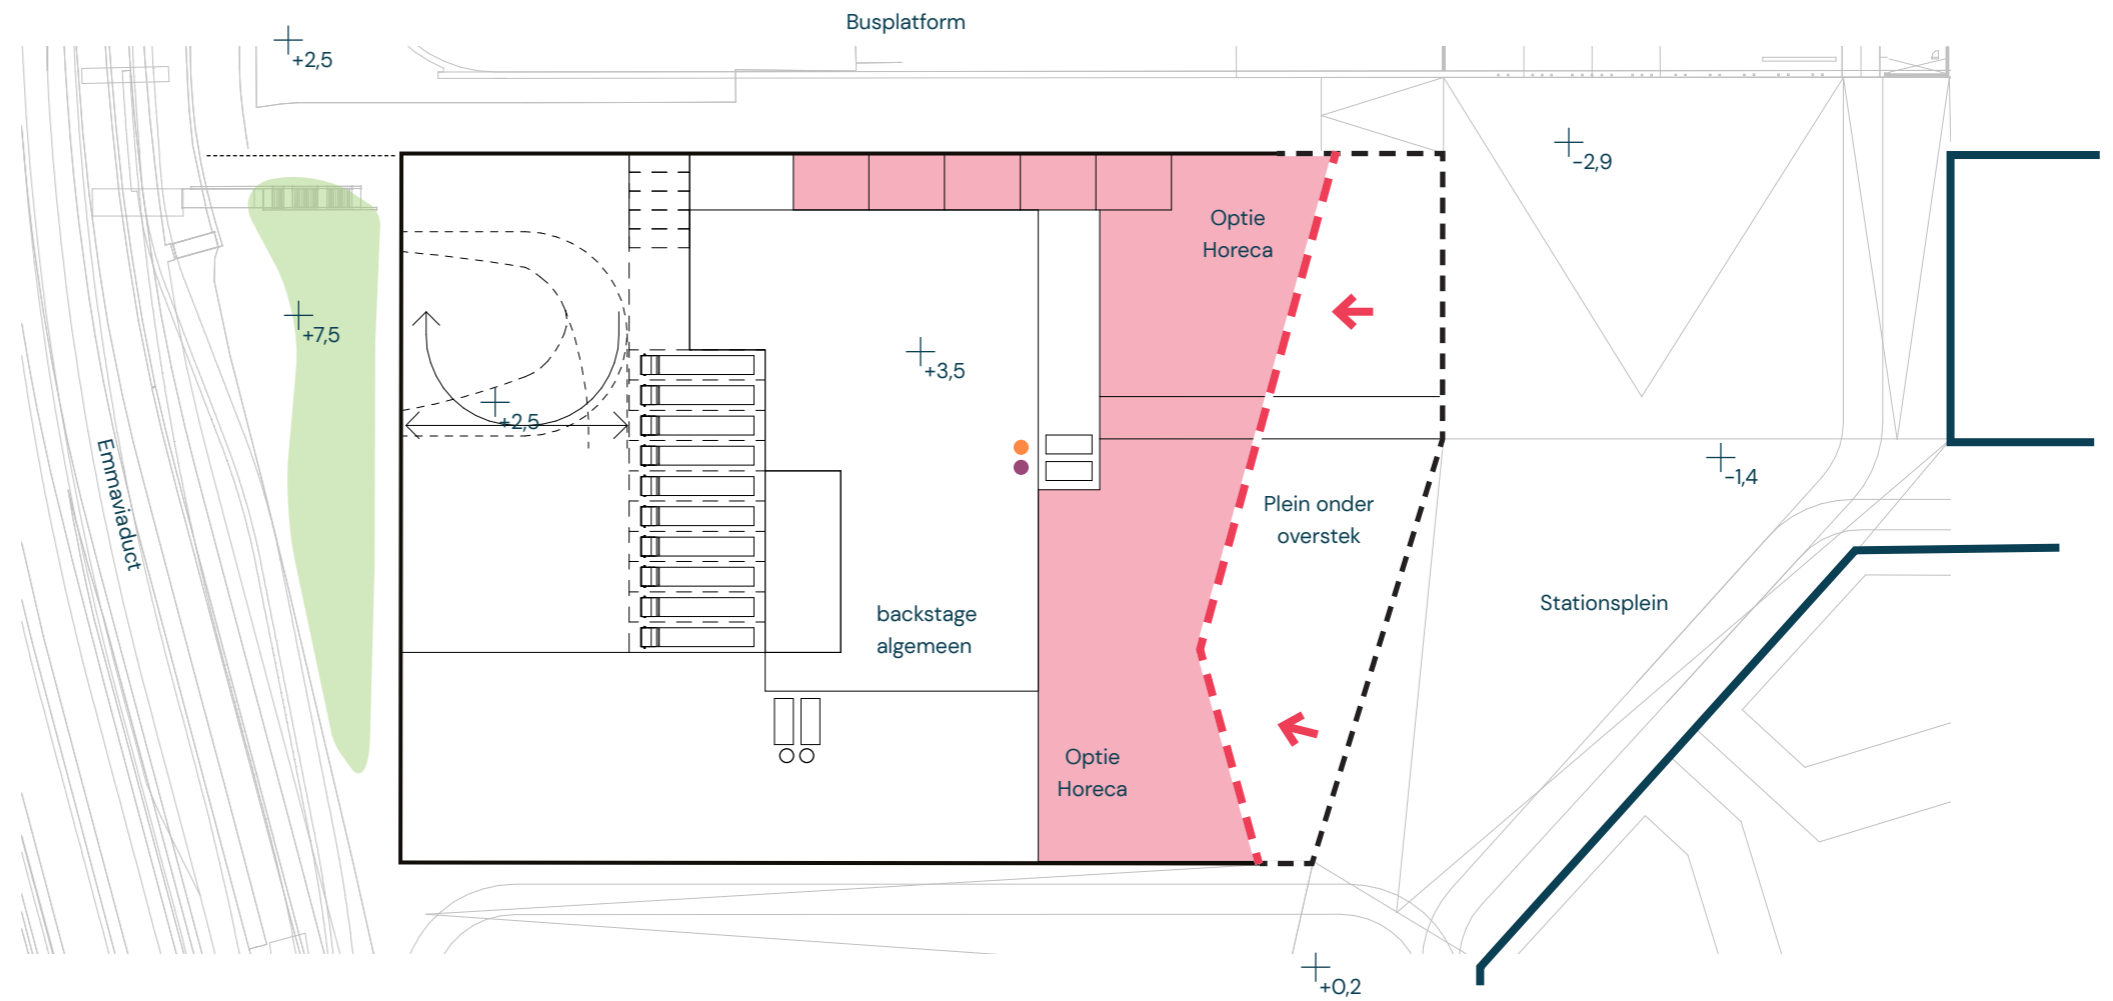 Busplatform
+2,5
-2,9
Optie
Horeca
+7,5
+3,5
+2,5
Emmaviaduct
-1,4
Plein onder
overstek
Stationsplein
backstage
algemeen
Optie
Horeca
+0,2